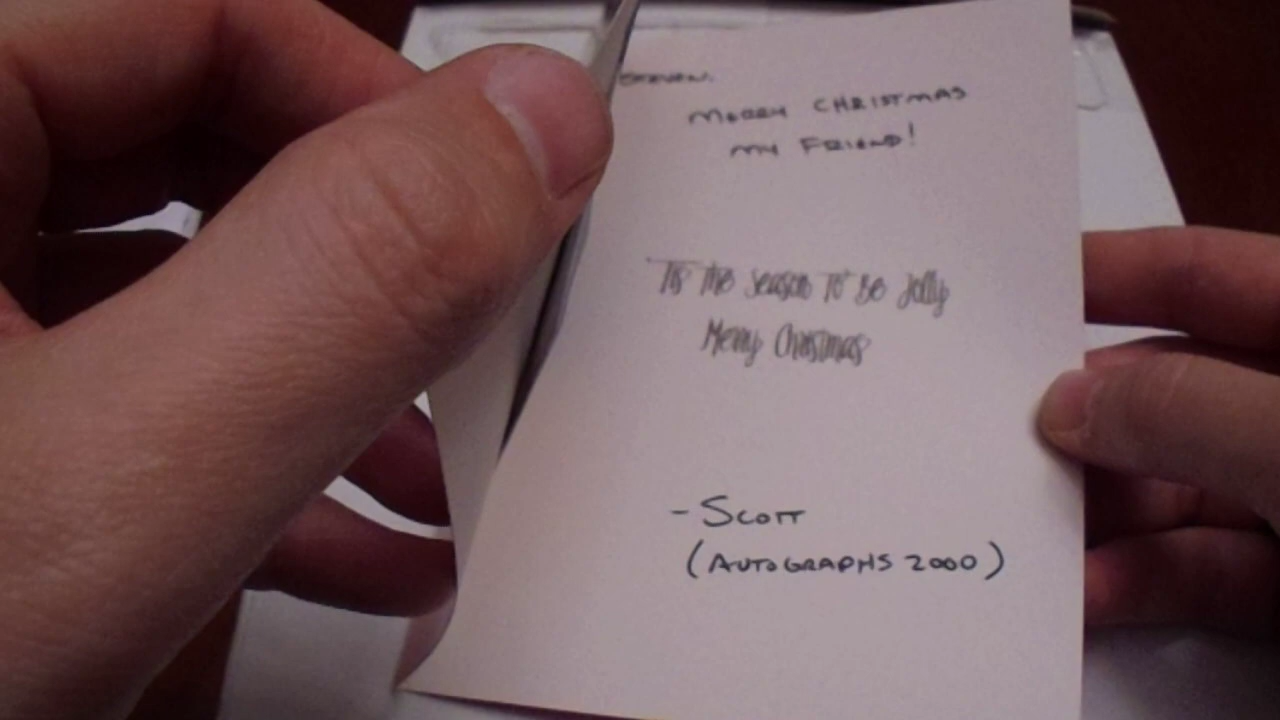 MERRY CHRISTMAS
MY FRIEND!
'Tis The Season To Be Jolly
Merry Christmas
- SCOTT
(AUTOGRAPHS 2000)